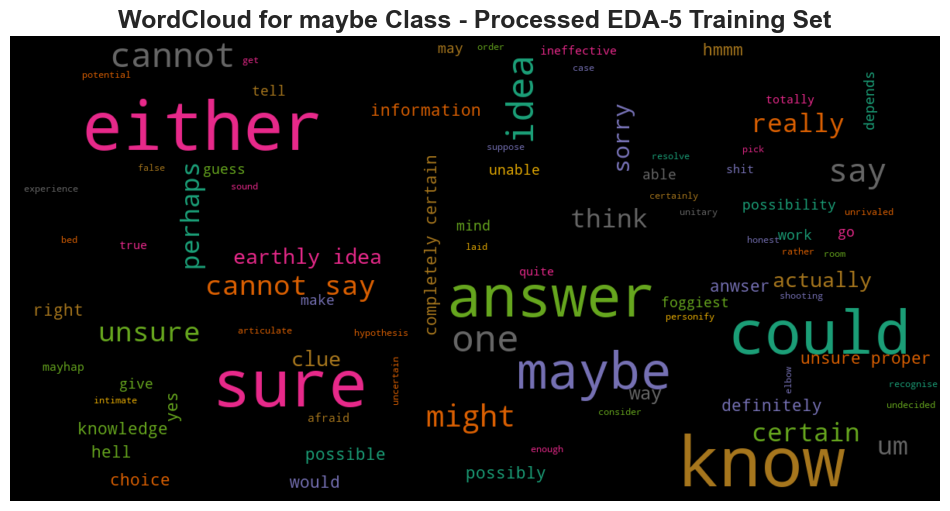 WordCloud for maybe Class - Processed EDA-5 Training Set
cannot
get
may
order
ineffective
hmmm
case
potential
tell
either
information
idea
sorry
totally
really
depends
suppose
resolve
pick
false
guess
unable
able
shit
say
experience
sound
perhaps
certainly
completely certain
think
unitary
possibility
unrivaled
mind
bed
true
laid
honest
work
go
earthly idea
rather
room
quite
cannot say
make
answer
anwser
actually
shooting
foggiest
personify
right
unsure
articulate
hypothesis
one
could
clue
unsure proper
mayhap
give
sure
uncertain
maybe
way
elbow
recognise
intimate
yes
afraid
might
consider
definitely
undecided
knowledge
certain
hell
possible
enough
um
choice
would
possibly
know